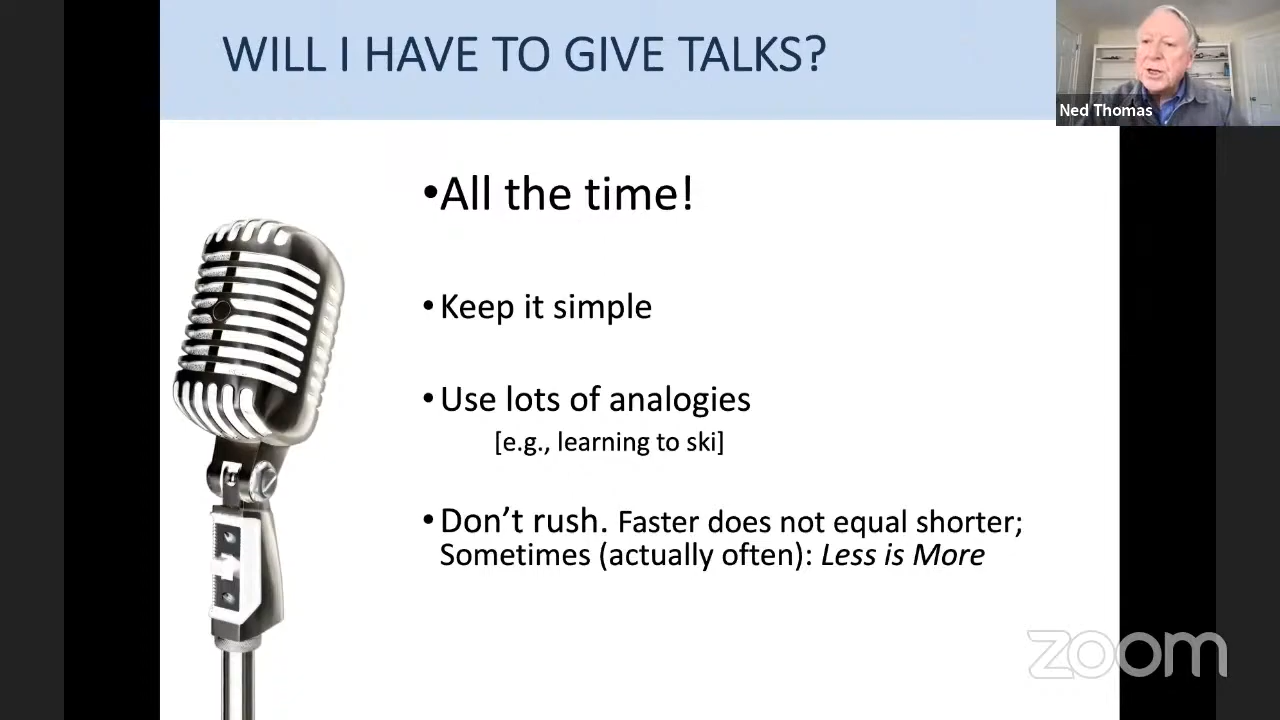 WILL I HAVE TO GIVE TALKS?
Ned Thomas
•All the time!
• Keep it simple
• Use lots of analogies
[e.g., learning to ski]
• Don’t rush. Faster does not equal shorter;
Sometimes (actually often): Less is More
zoom